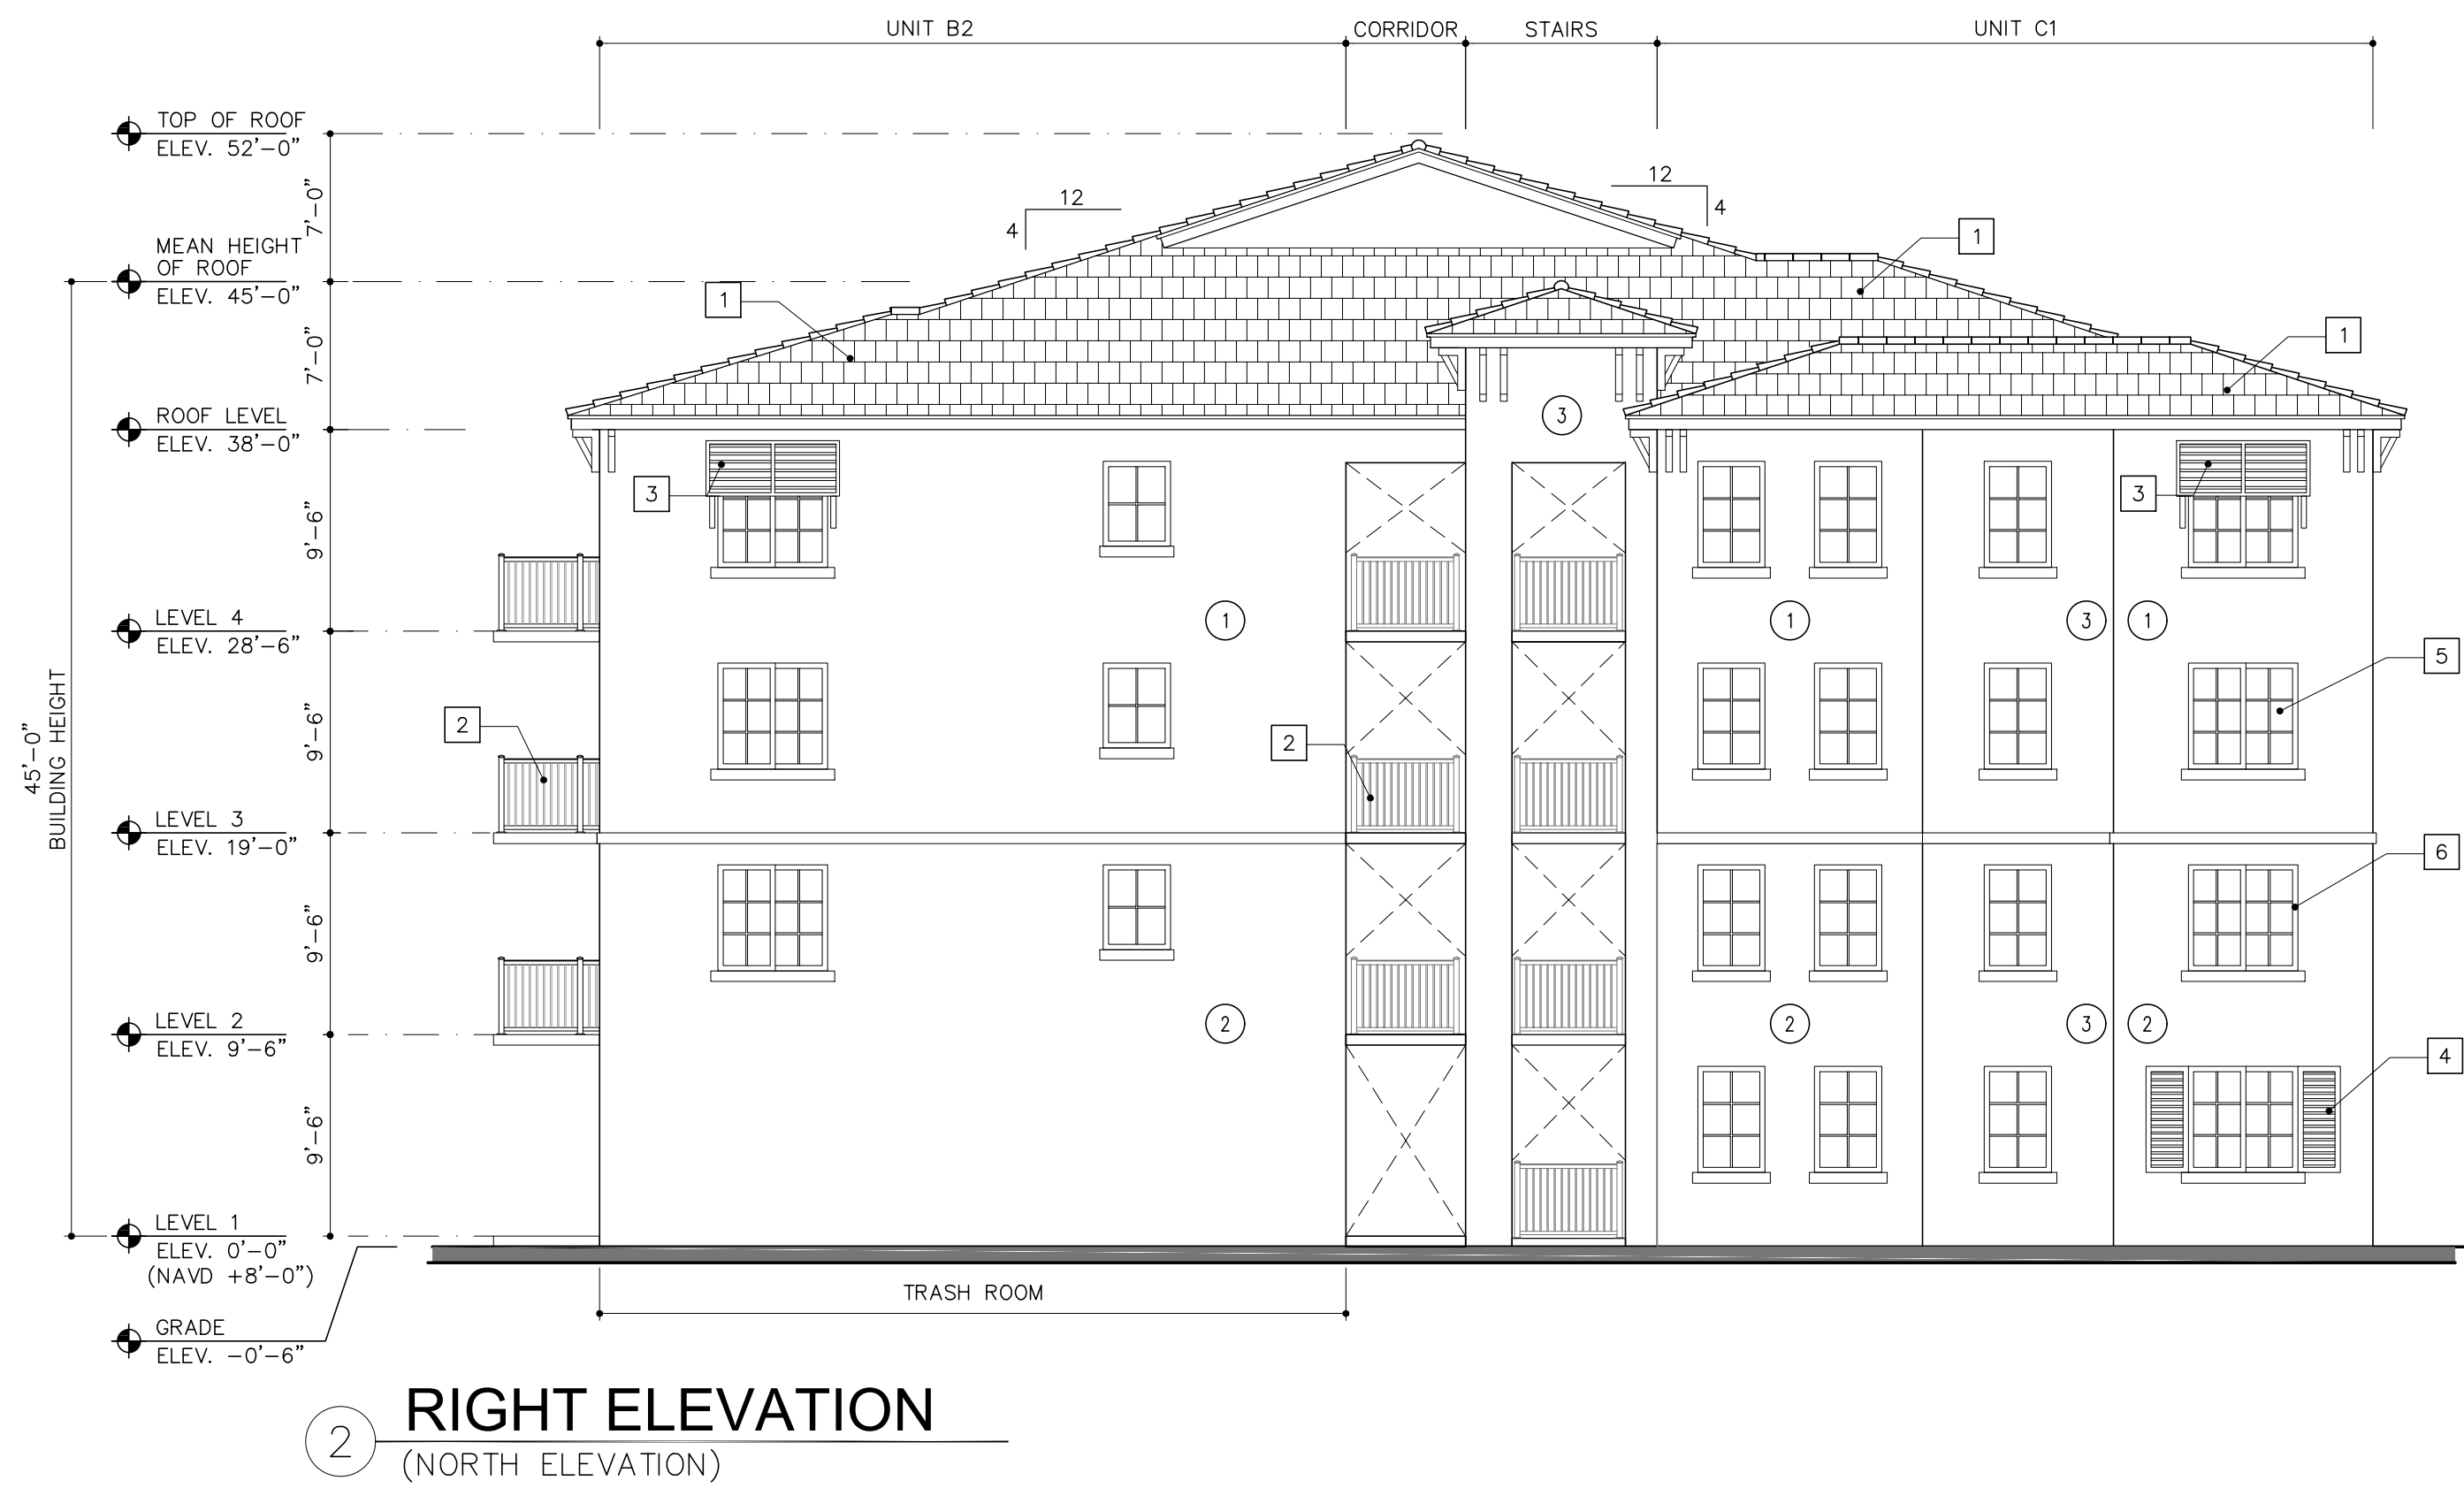 UNIT B2
CORRIDOR
STAIRS
UNIT C1
TOP OF ROOF
ELEV. 52'-0"
7'-0"
12
4
12
4
1
MEAN HEIGHT
OF ROOF
ELEV. 45'-0"
1
1
7'-0"
ROOF LEVEL
ELEV. 38'-0"
3
3
3
3
9'-6"
LEVEL 4
ELEV. 28'-6"
1
1
3
1
5
45'-0"
BUILDING HEIGHT
9'-6"
2
2
LEVEL 3
ELEV. 19'-0"
6
9'-6"
LEVEL 2
ELEV. 9'-6"
2
2
3
2
4
9'-6"
LEVEL 1
ELEV. 0'-0"
(NAVD +8'-0")
TRASH ROOM
GRADE
ELEV. -0'-6"
2
RIGHT ELEVATION
(NORTH ELEVATION)